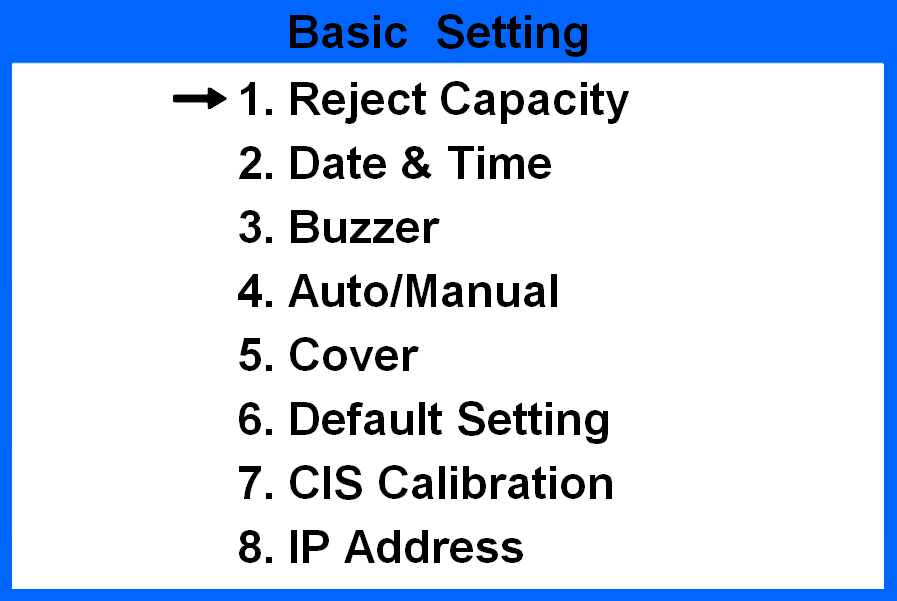 Basic Setting
1. Reject Capacity
2. Date & Time
3. Buzzer
4. Auto/Manual
5. Cover
6. Default Setting
7. CIS Calibration
8. IP Address